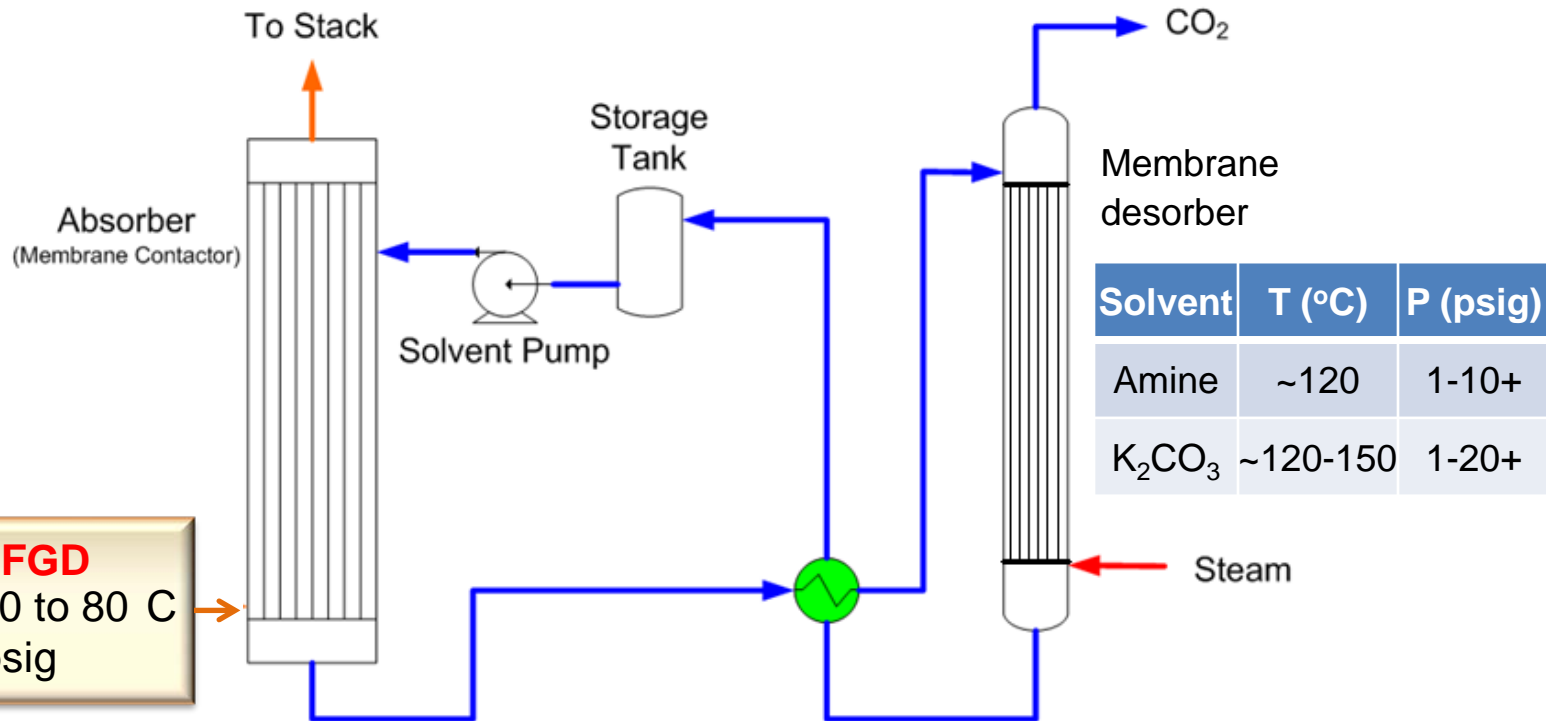 To Stack
CO₂
Storage
Tank
Membrane
desorber
Absorber
(Membrane Contactor)
Solvent Pump
Solvent T (°C) P (psig)
Amine ~120 1-10+
K₂CO₃ ~120-150 1-20+
FGD
0 to 80 C
sig
Steam